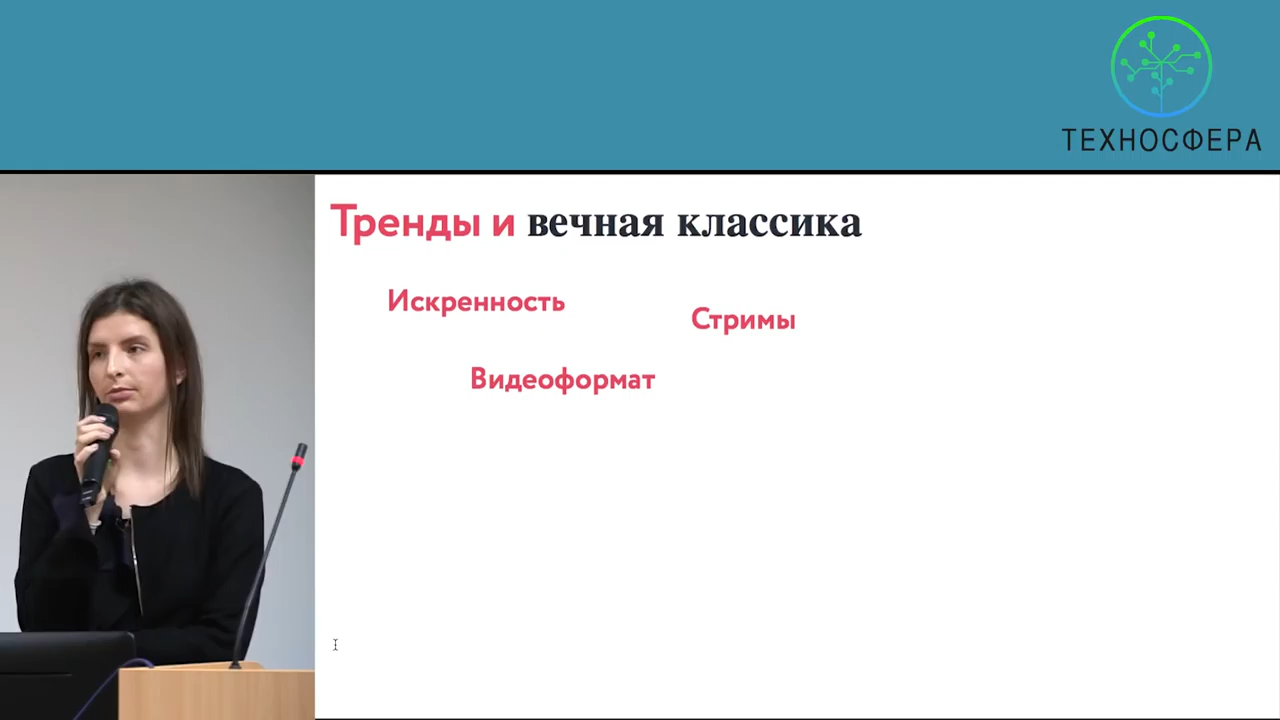 ТЕХНОСФЕРА
Тренды и вечная классика
Искренность
Стримы
Видеоформат